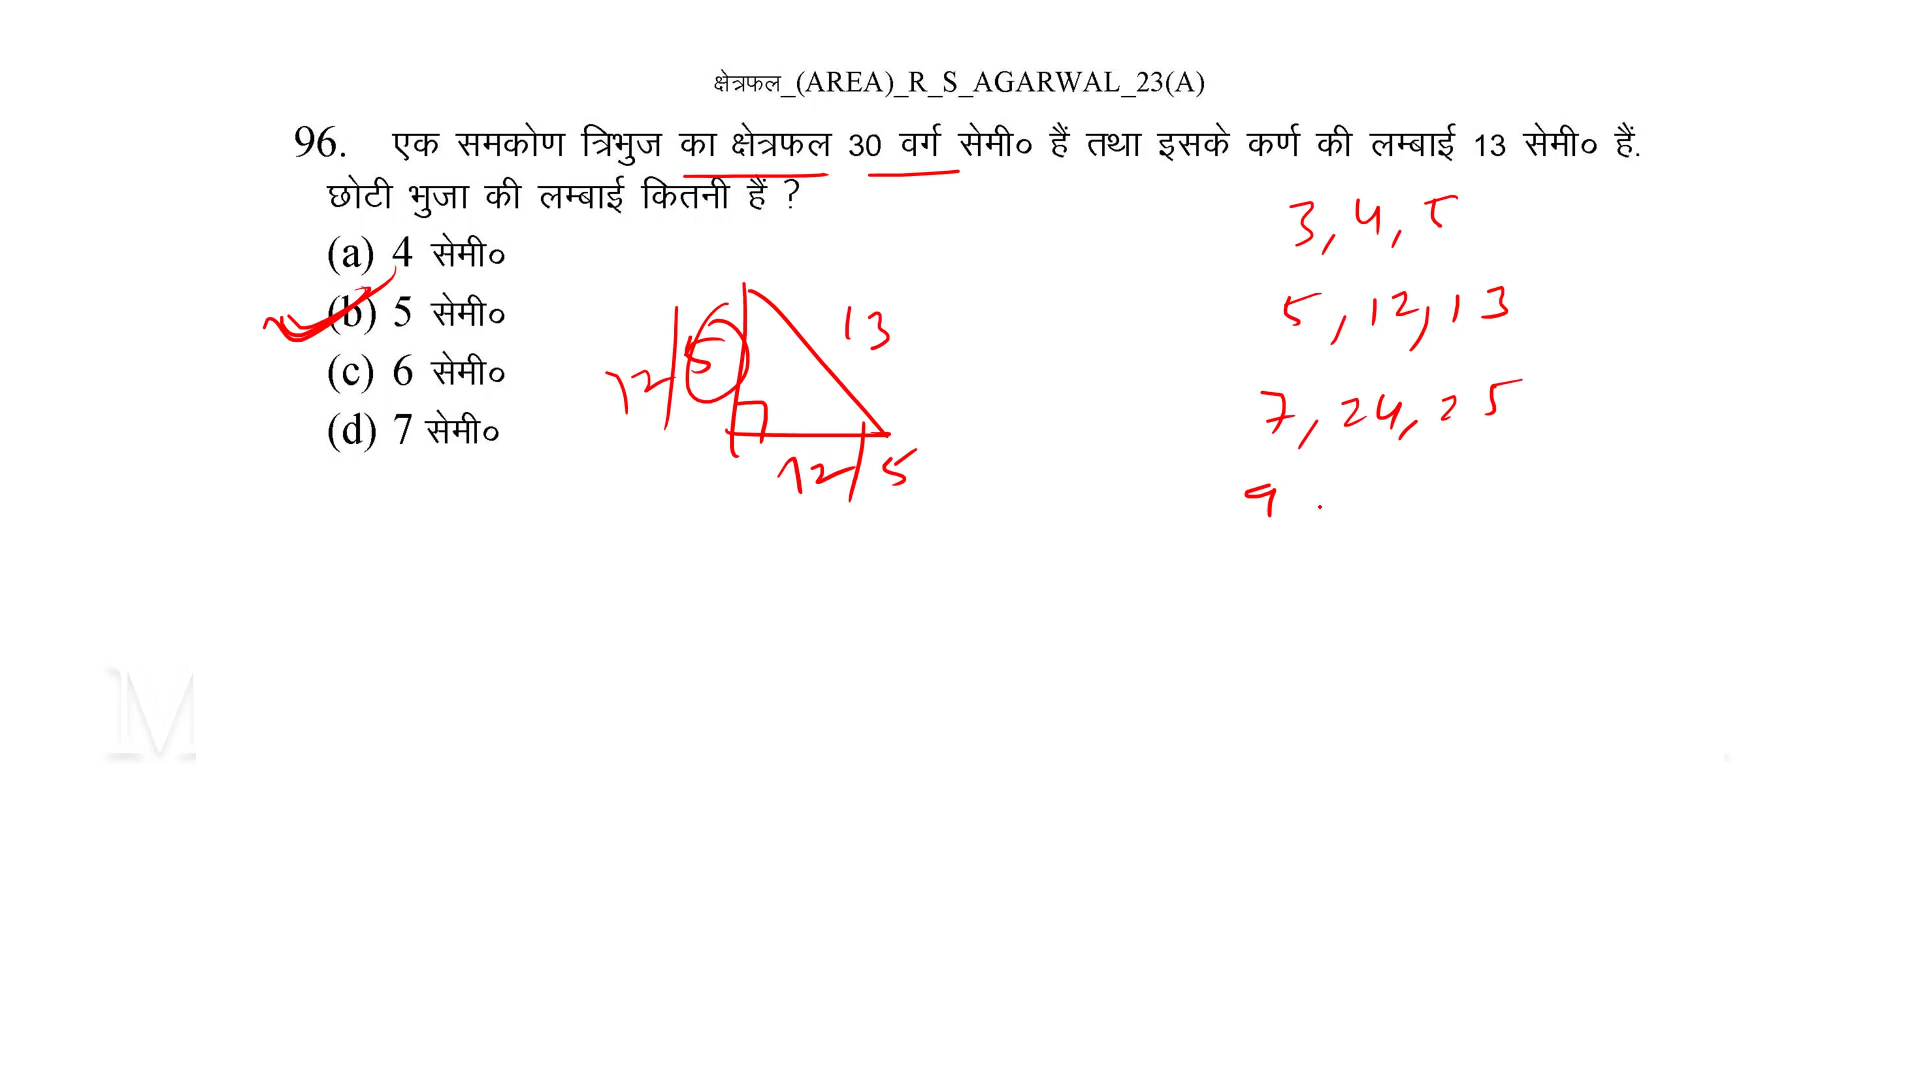 क्षेत्रफल_(AREA)_R_S_AGARWAL_23(A)
96. एक समकोण त्रिभुज का क्षेत्रफल 30 वर्ग सेमी० हैं तथा इसके कर्ण की लम्बाई 13 सेमी० हैं.
छोटी भुजा की लम्बाई कितनी हैं ?
(a) 4 सेमी०
(b) 5 सेमी०
(c) 6 सेमी०
(d) 7 सेमी०
13
12/5
12/5
3, 4, 5
5, 12, 13
7, 24, 25
9
M